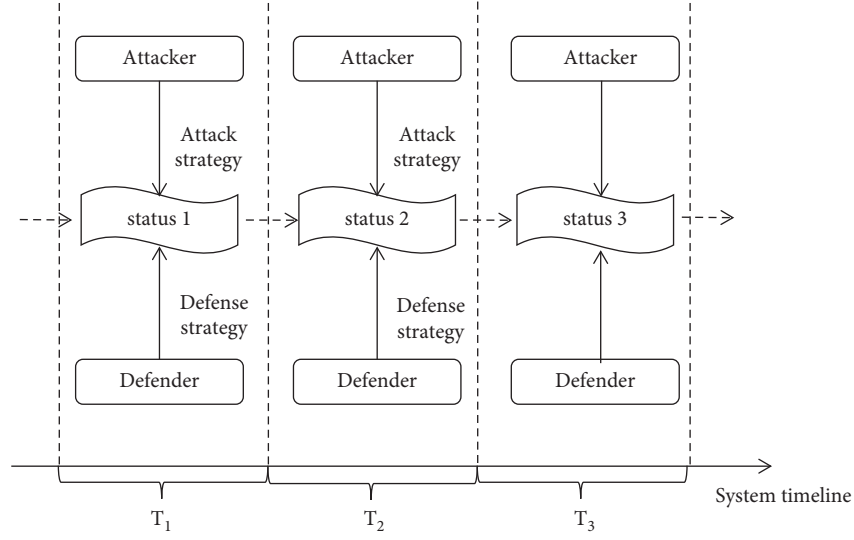 Attacker
Attacker
Attacker
Attack
strategy
Attack
strategy
status 1
status 2
status 3
Defense
strategy
Defense
strategy
Defender
Defender
Defender
System timeline
T₁
T₂
T₃